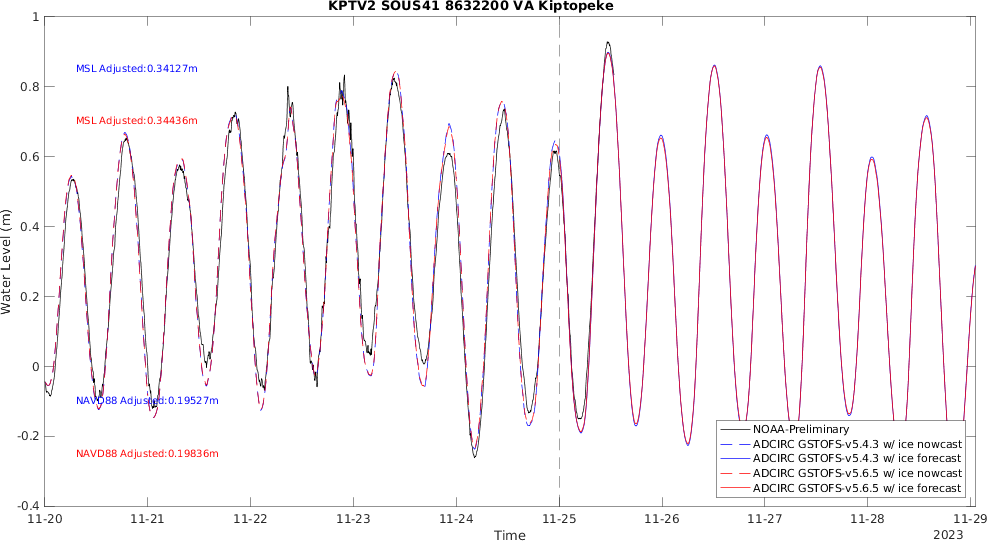 KPTV2 SOUS41 8632200 VA Kiptopeke
Water Level (m)
1
0.8
0.6
0.4
0.2
0
-0.2
-0.4
MSL Adjusted:0.34127m
MSL Adjusted:0.34436m
NAVD88 Adjusted:0.19527m
NAVD88 Adjusted:0.19836m
NOAA-Preliminary
ADCIRC GSTOFS-v5.4.3 w/ ice nowcast
ADCIRC GSTOFS-v5.4.3 w/ ice forecast
ADCIRC GSTOFS-v5.6.5 w/ ice nowcast
ADCIRC GSTOFS-v5.6.5 w/ ice forecast
11-20 11-21 11-22 11-23 11-24 11-25 11-26 11-27 11-28 11-29
Time
2023